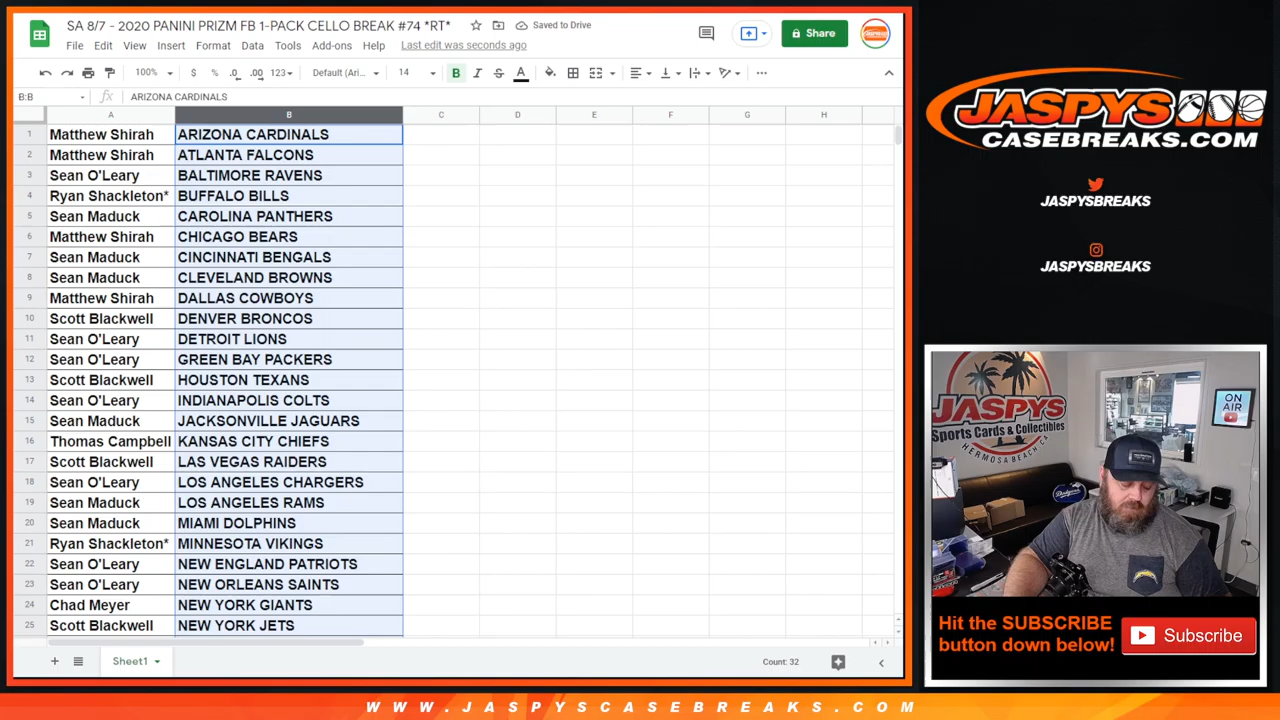 SA 8/7 - 2020 PANINI PRIZM FB 1-PACK CELLO BREAK #74 *RT*
Saved to Drive
File Edit View Insert Format Data Tools Add-ons Help Last edit was seconds ago
Share
100% $ % .0 .00 123 Default (Ari... 14 B I S A
B:B fx ARIZONA CARDINALS
A B C D E F G H
1 Matthew Shirah ARIZONA CARDINALS
2 Matthew Shirah ATLANTA FALCONS
3 Sean O'Leary BALTIMORE RAVENS
4 Ryan Shackleton* BUFFALO BILLS
5 Sean Maduck CAROLINA PANTHERS
6 Matthew Shirah CHICAGO BEARS
7 Sean Maduck CINCINNATI BENGALS
8 Sean Maduck CLEVELAND BROWNS
9 Matthew Shirah DALLAS COWBOYS
10 Scott Blackwell DENVER BRONCOS
11 Sean O'Leary DETROIT LIONS
12 Sean O'Leary GREEN BAY PACKERS
13 Scott Blackwell HOUSTON TEXANS
14 Sean O'Leary INDIANAPOLIS COLTS
15 Sean Maduck JACKSONVILLE JAGUARS
16 Thomas Campbell KANSAS CITY CHIEFS
17 Scott Blackwell LAS VEGAS RAIDERS
18 Sean O'Leary LOS ANGELES CHARGERS
19 Sean Maduck LOS ANGELES RAMS
20 Sean Maduck MIAMI DOLPHINS
21 Ryan Shackleton* MINNESOTA VIKINGS
22 Sean O'Leary NEW ENGLAND PATRIOTS
23 Sean O'Leary NEW ORLEANS SAINTS
24 Chad Meyer NEW YORK GIANTS
25 Scott Blackwell NEW YORK JETS
Sheet1
Count: 32
JASPYS
CASEBREAKS.COM
JASPYSBREAKS
JASPYSBREAKS
JASPYS
Sports Cards & Collectibles
HERMOSA BEACH CA
ON
AIR
Dodgers
Hit the SUBSCRIBE
button down below!
Subscribe
WWW.JASPYSCASEBREAKS.COM